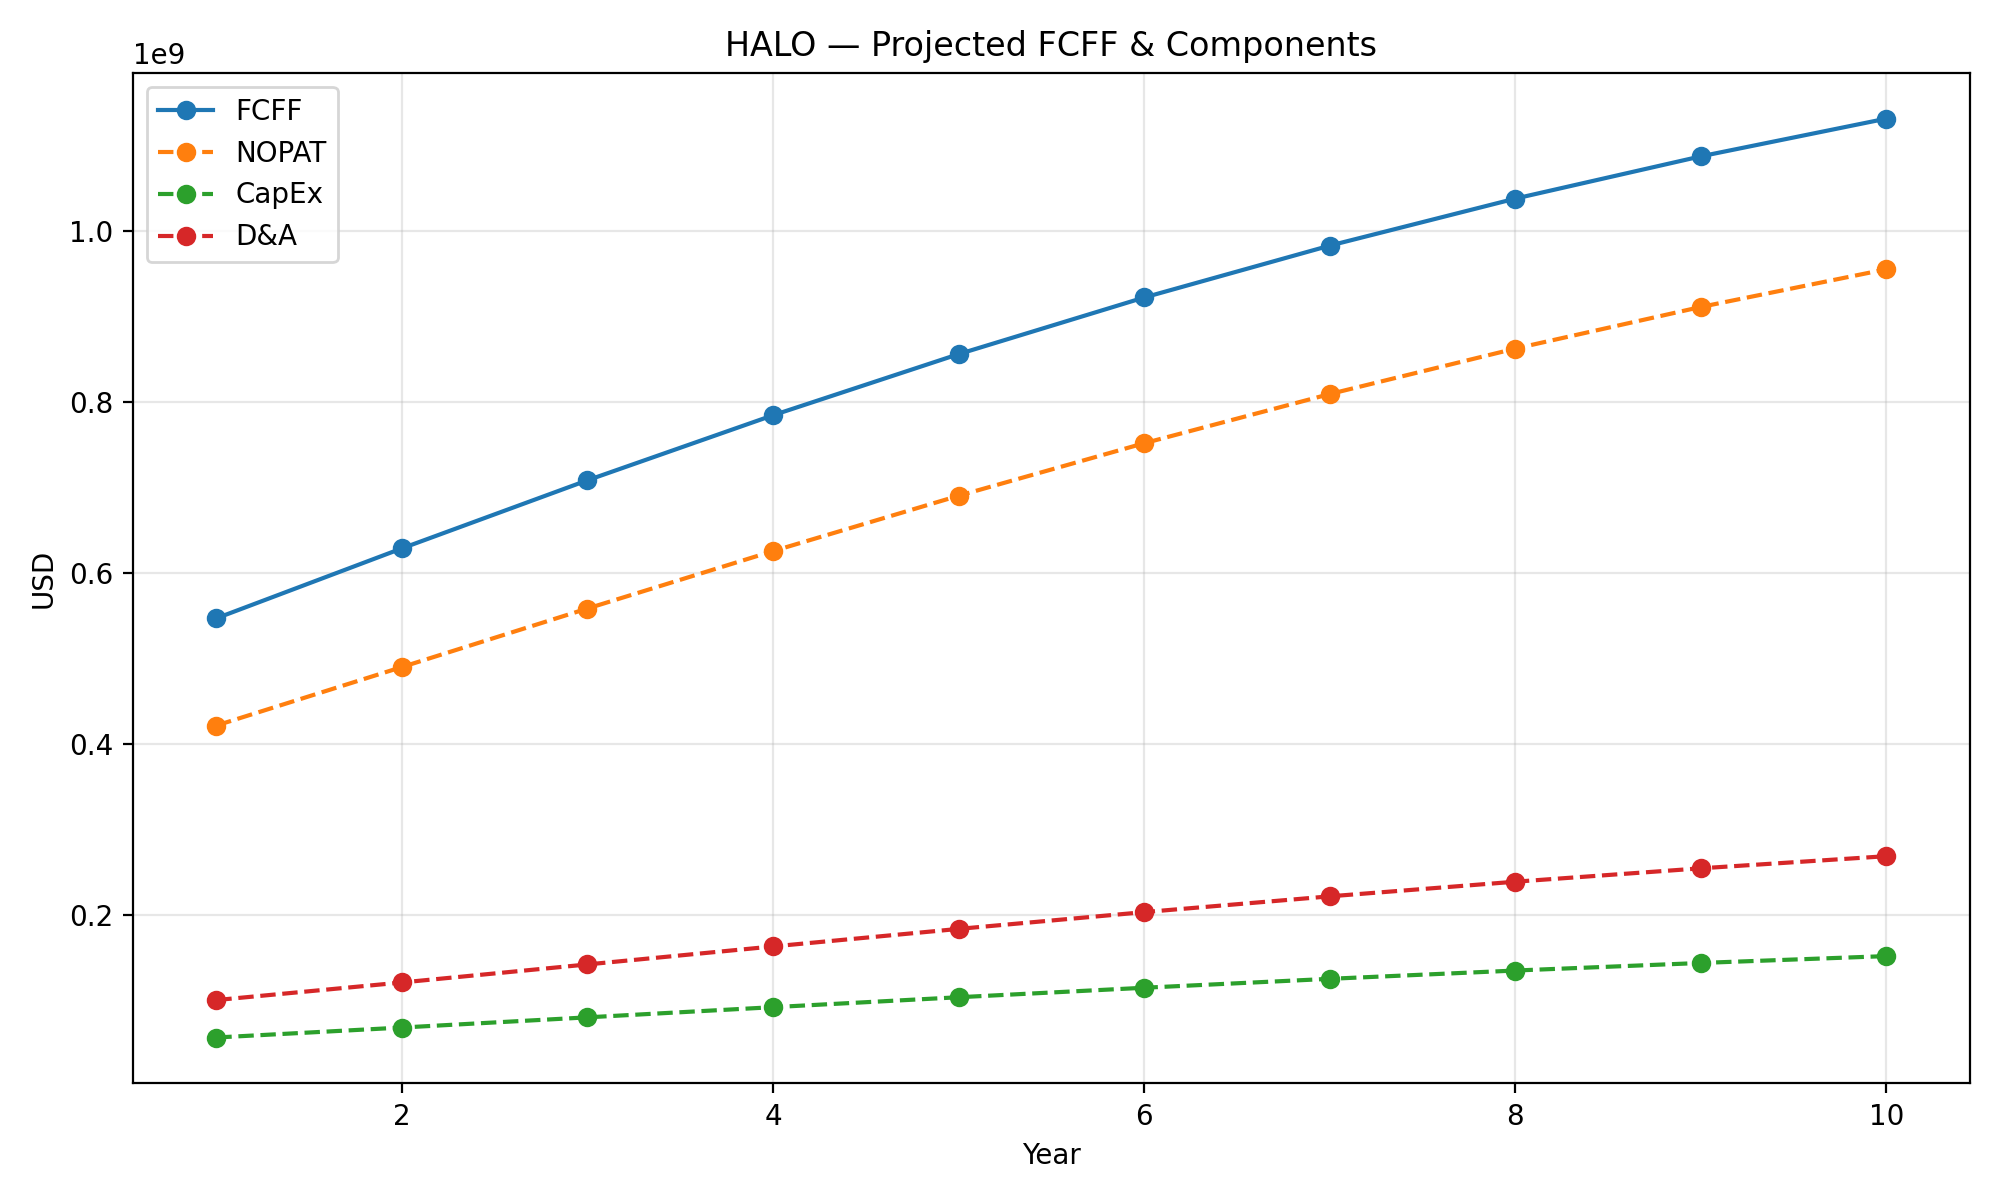 HALO — Projected FCFF & Components
1e9
FCFF
NOPAT
CapEx
D&A
1.0
0.8
0.6
0.4
0.2
USD
2
4
6
8
10
Year